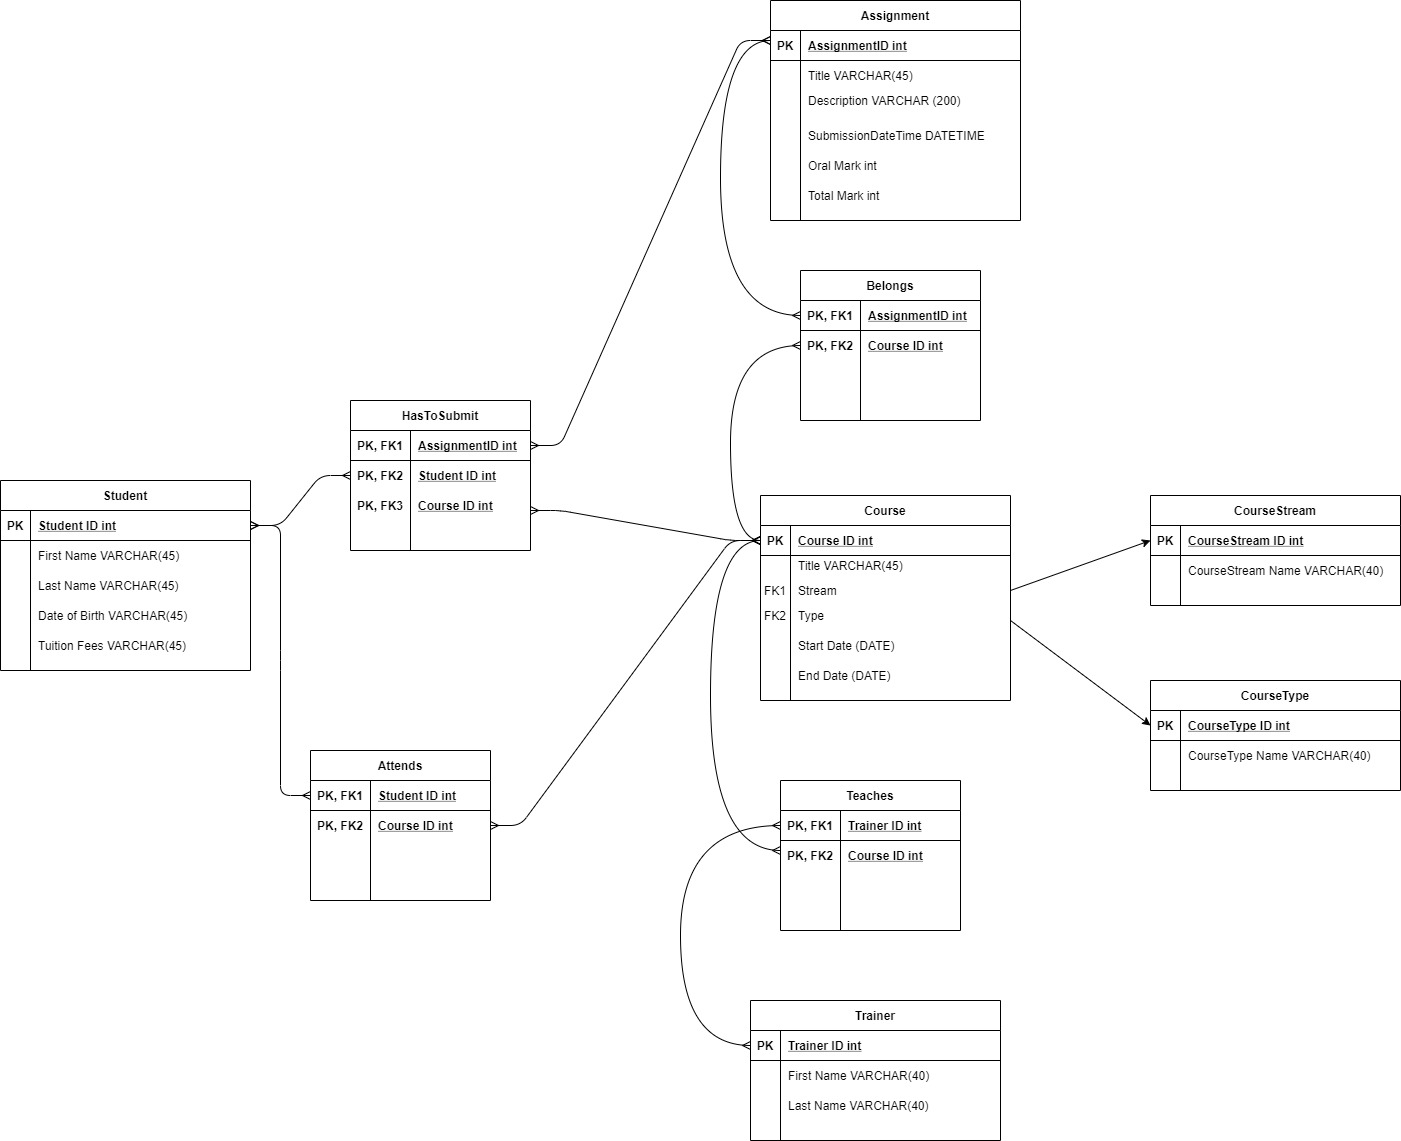 Assignment
PK AssignmentID int
Title VARCHAR(45)
Description VARCHAR (200)
SubmissionDateTime DATETIME
Oral Mark int
Total Mark int
Belongs
PK, FK1 AssignmentID int
PK, FK2 Course ID int
HasToSubmit
PK, FK1 AssignmentID int
PK, FK2 Student ID int
PK, FK3 Course ID int
Student
PK Student ID int
First Name VARCHAR(45)
Last Name VARCHAR(45)
Date of Birth VARCHAR(45)
Tuition Fees VARCHAR(45)
Course
PK Course ID int
Title VARCHAR(45)
FK1 Stream
FK2 Type
Start Date (DATE)
End Date (DATE)
CourseStream
PK CourseStream ID int
CourseStream Name VARCHAR(40)
CourseType
PK CourseType ID int
CourseType Name VARCHAR(40)
Attends
PK, FK1 Student ID int
PK, FK2 Course ID int
Teaches
PK, FK1 Trainer ID int
PK, FK2 Course ID int
Trainer
PK Trainer ID int
First Name VARCHAR(40)
Last Name VARCHAR(40)